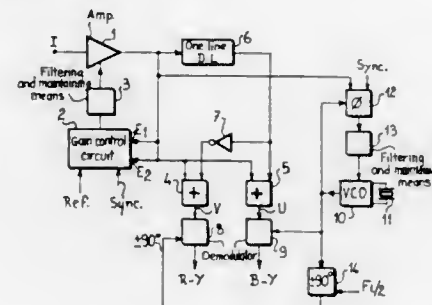 Amp.
I
1
One line
D.L.
6
Filtering
and maintaining
means
3
Sync.
Ø
12
2
Gain control
circuit
E1
E2
7
13
Filtering
and maintaining
means
4
+
+
5
VCO
10
11
Ref.
Sync.
V
U
±90°
8
Demodulator
9
R-Y
B-Y
±90°
14
FL/2